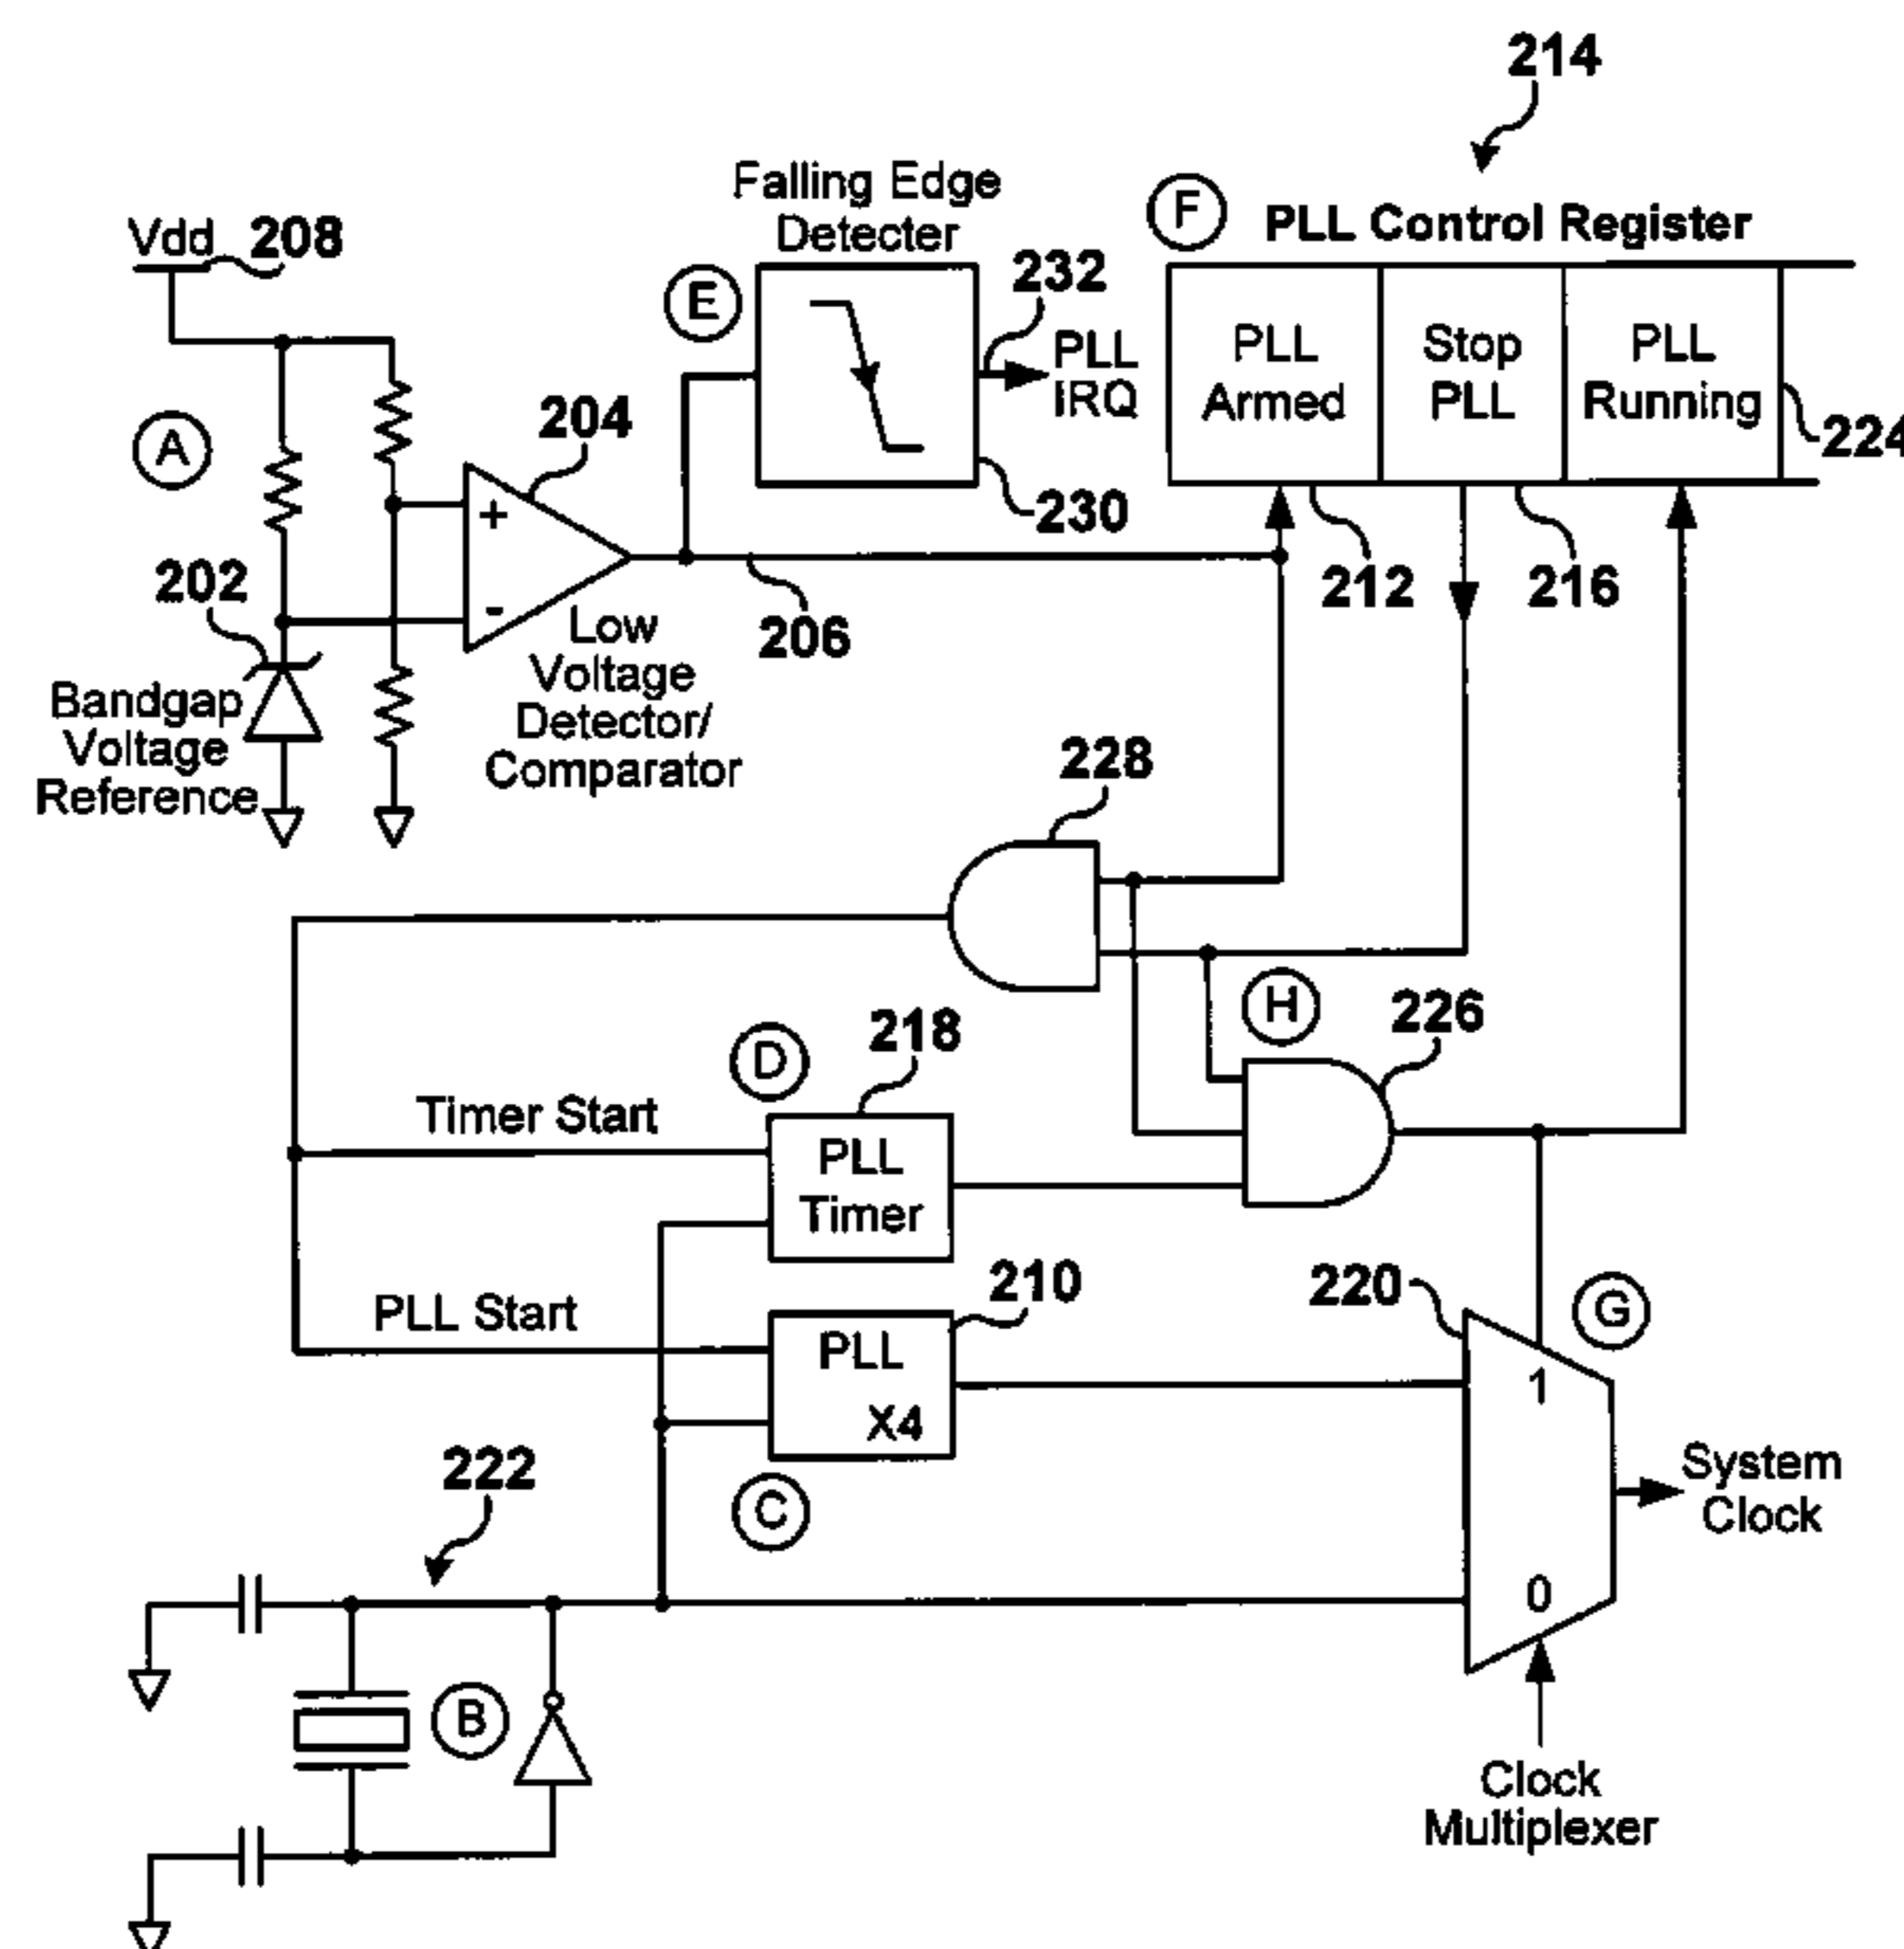 214
Falling Edge
Detecter
F
PLL Control Register
Vdd
208
E
232
PLL
IRQ
PLL
Armed
Stop
PLL
PLL
Running
224
A
204
+
-
230
202
212
216
206
Low
Voltage
Detector/
Comparator
Bandgap
Voltage
Reference
228
H
226
D
218
Timer Start
PLL
Timer
210
220
G
PLL Start
PLL
X4
1
C
222
System
Clock
0
B
Clock
Multiplexer